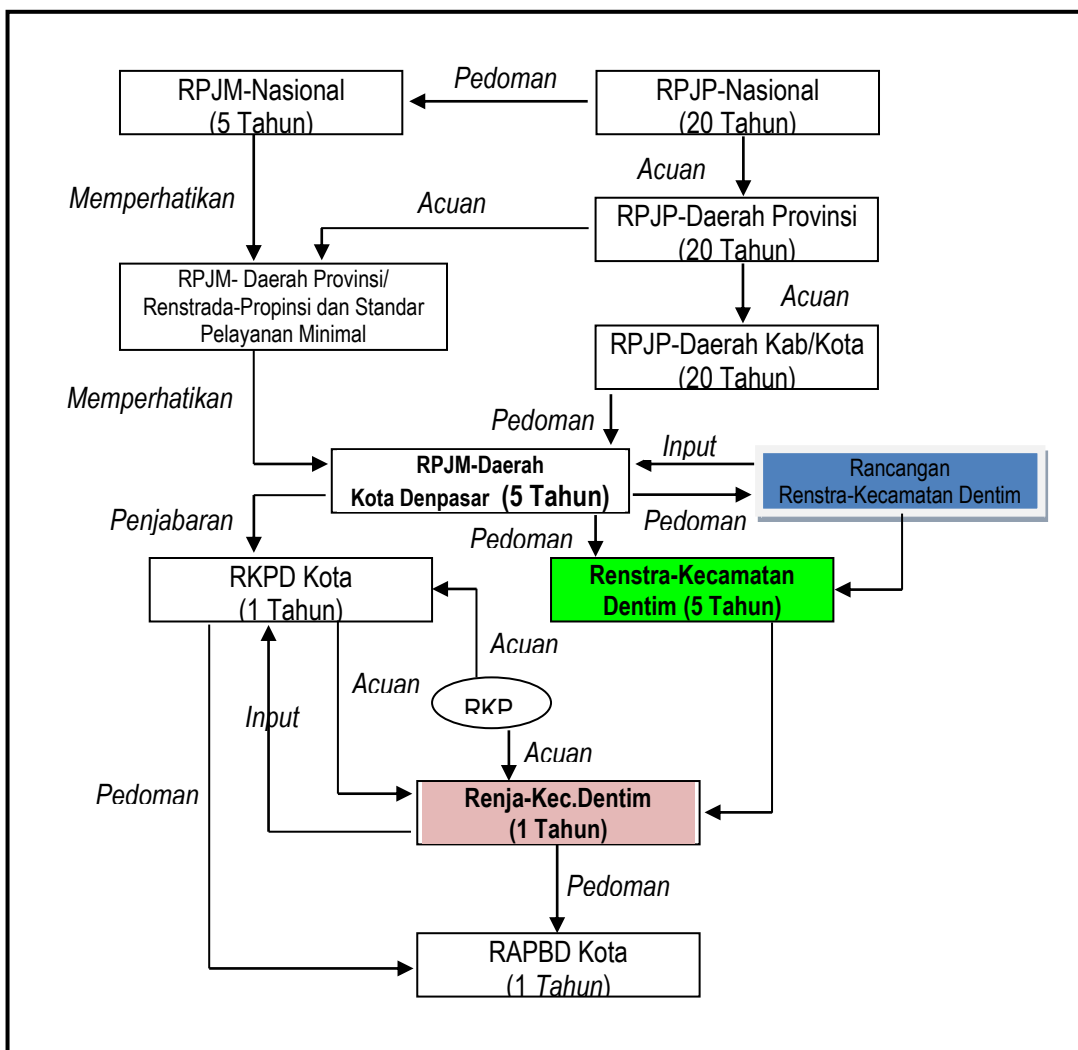 Pedoman
RPJM-Nasional
(5 Tahun)
RPJP-Nasional
(20 Tahun)
Acuan
Memperhatikan
Acuan
RPJP-Daerah Provinsi
(20 Tahun)
RPJM- Daerah Provinsi/
Renstrada-Propinsi dan Standar
Pelayanan Minimal
Acuan
RPJP-Daerah Kab/Kota
(20 Tahun)
Memperhatikan
Pedoman
Input
RPJM-Daerah
Kota Denpasar (5 Tahun)
Rancangan
Renstra-Kecamatan Dentim
Penjabaran
Pedoman
Pedoman
RKPD Kota
(1 Tahun)
Renstra-Kecamatan
Dentim (5 Tahun)
Acuan
Acuan
RKP
Input
Acuan
Pedoman
Renja-Kec.Dentim
(1 Tahun)
Pedoman
RAPBD Kota
(1 Tahun)